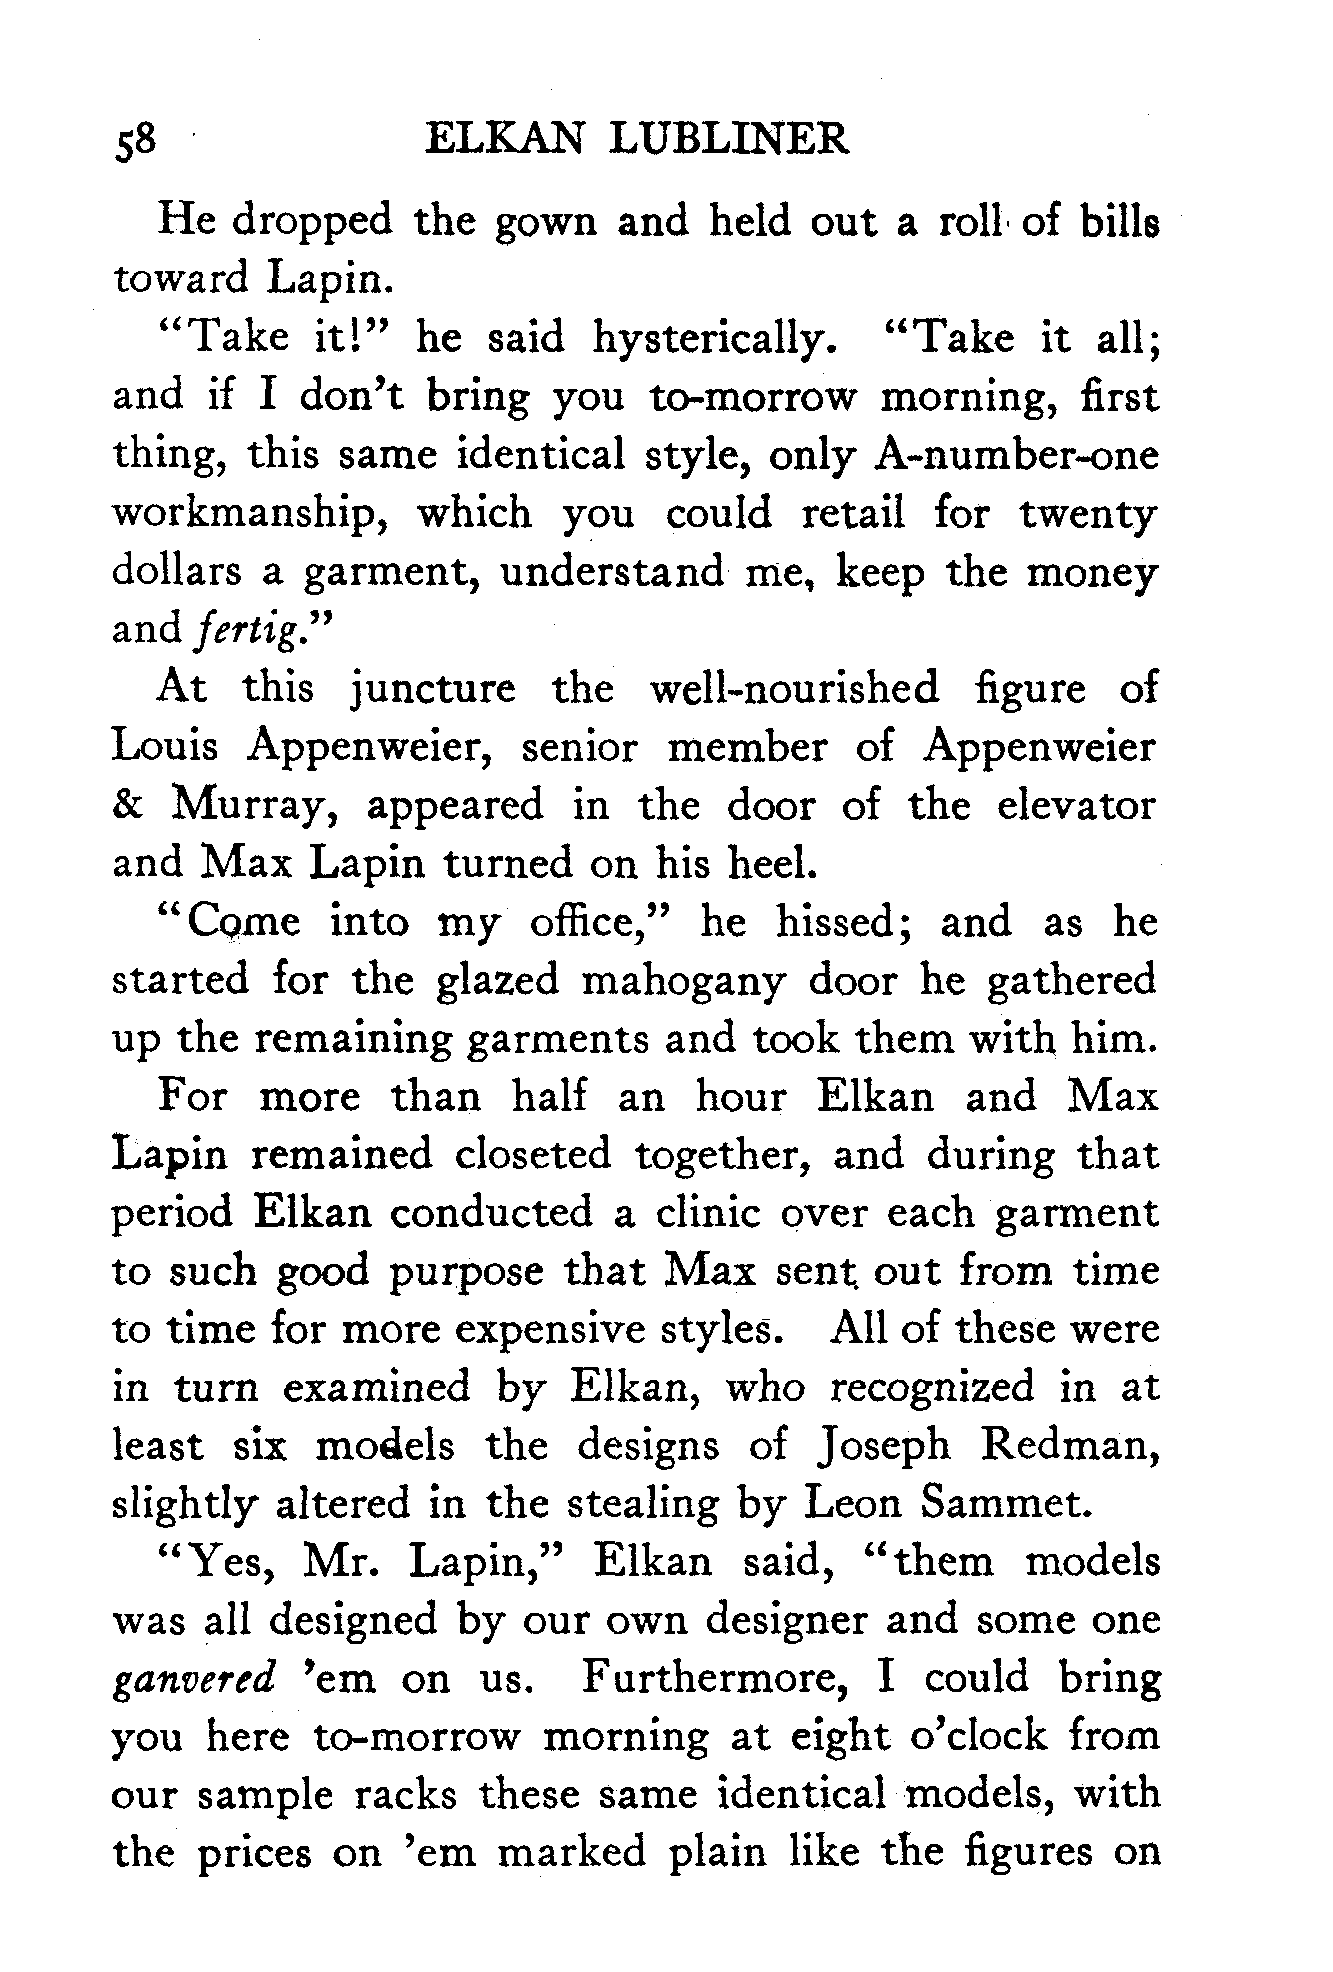 58 ELKAN LUBLINER
He dropped the gown and held out a roll of bills
toward Lapin.
“Take it!” he said hysterically. “Take it all;
and if I don’t bring you to-morrow morning, first
thing, this same identical style, only A-number-one
workmanship, which you could retail for twenty
dollars a garment, understand me, keep the money
and fertig.”
At this juncture the well-nourished figure of
Louis Appenweier, senior member of Appenweier
& Murray, appeared in the door of the elevator
and Max Lapin turned on his heel.
“Come into my office,” he hissed; and as he
started for the glazed mahogany door he gathered
up the remaining garments and took them with him.
For more than half an hour Elkan and Max
Lapin remained closeted together, and during that
period Elkan conducted a clinic over each garment
to such good purpose that Max sent out from time
to time for more expensive styles. All of these were
in turn examined by Elkan, who recognized in at
least six models the designs of Joseph Redman,
slightly altered in the stealing by Leon Sammet.
“Yes, Mr. Lapin,” Elkan said, “them models
was all designed by our own designer and some one
ganvered ’em on us. Furthermore, I could bring
you here to-morrow morning at eight o’clock from
our sample racks these same identical models, with
the prices on ’em marked plain like the figures on